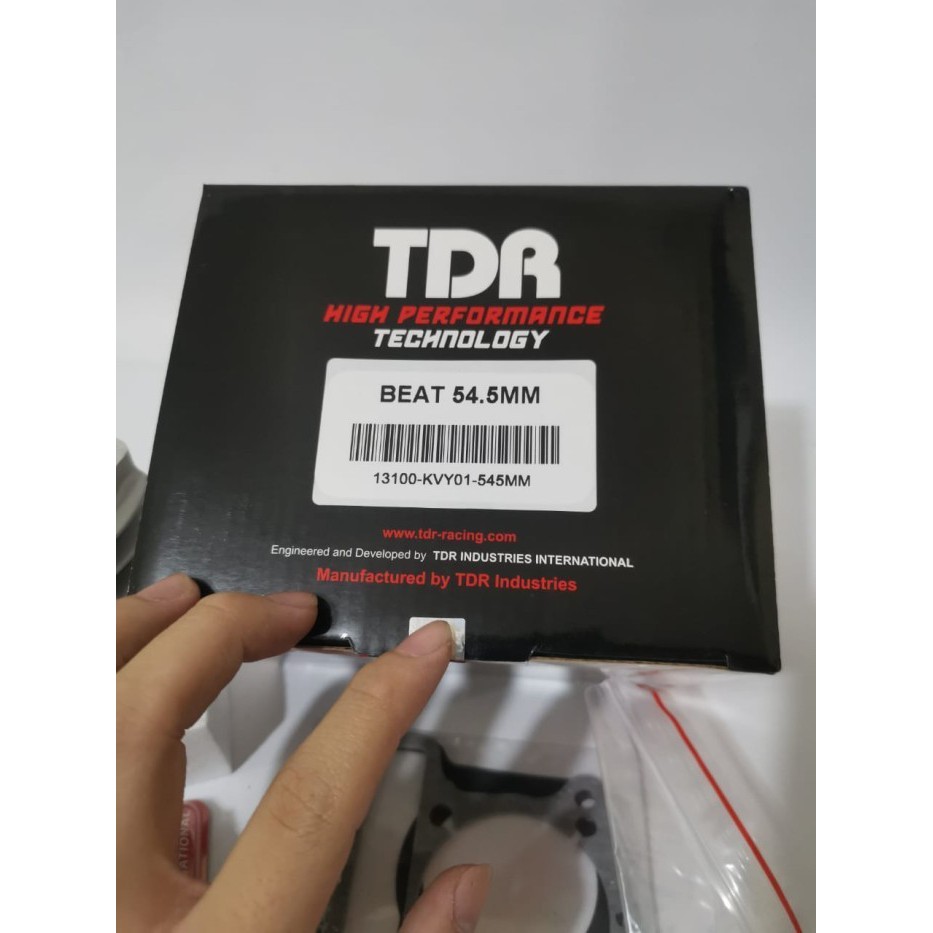 TDR
HIGH PERFORMANCE
TECHNOLOGY
BEAT 54.5MM
13100-KVY01-545MM
www.tdr-racing.com
Engineered and Developed by TDR INDUSTRIES INTERNATIONAL
Manufactured by TDR Industries